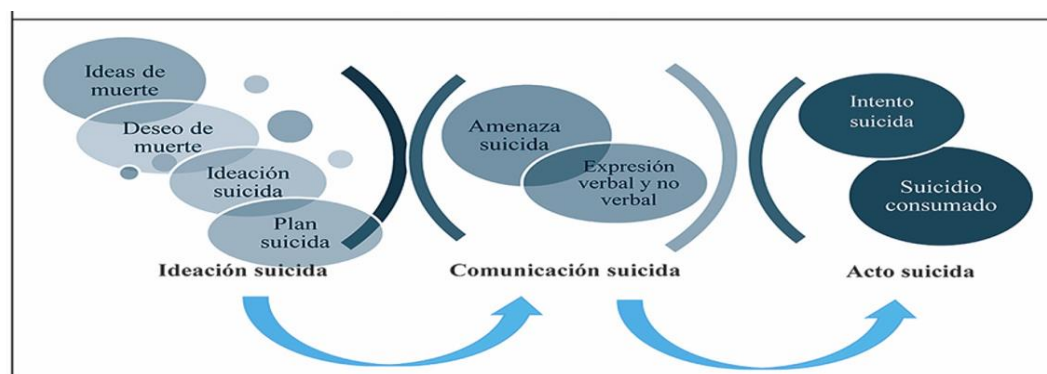 Ideas de
muerte
Deseo de
muerte
Ideación
suicida
Plan
suicida
Ideación suicida
Amenaza
suicida
Expresión
verbal y no
verbal
Comunicación suicida
Intento
suicida
Suicidio
consumado
Acto suicida